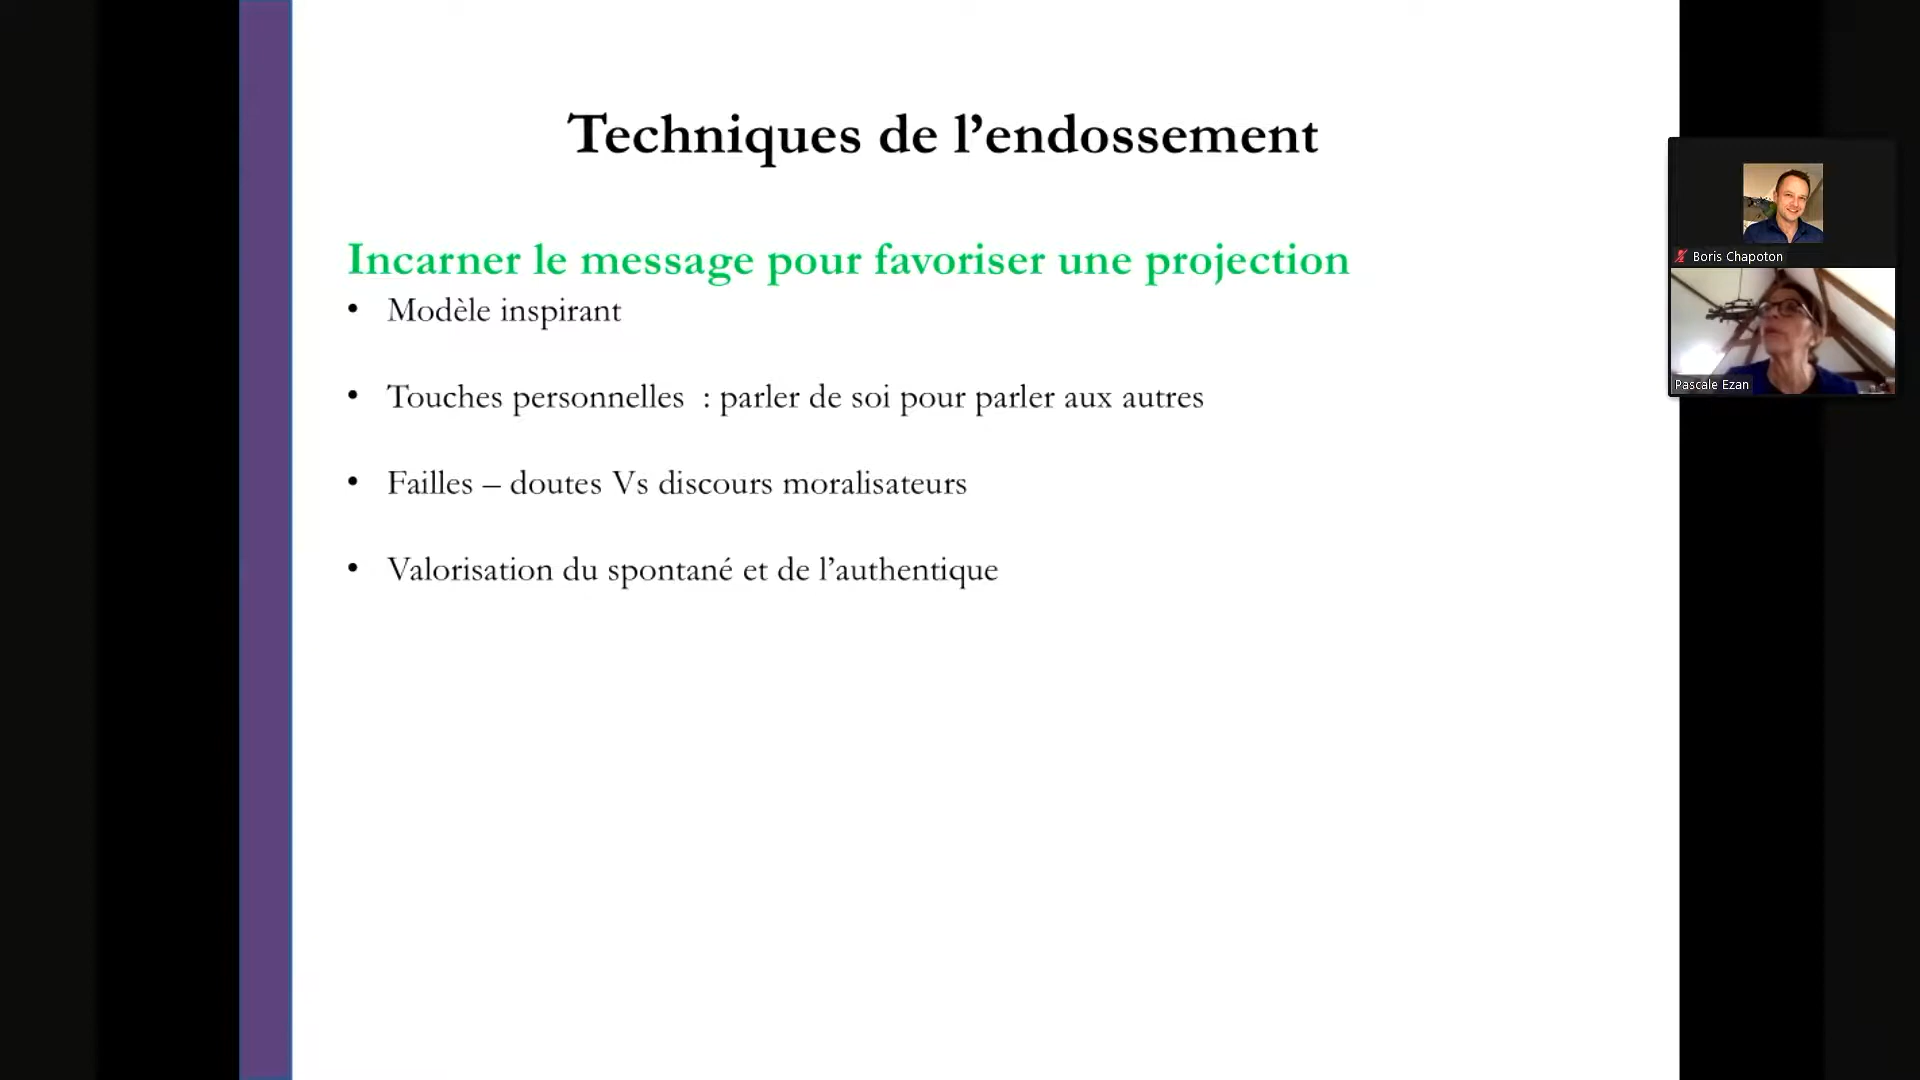 Techniques de l’endossement
Incarner le message pour favoriser une projection
• Modèle inspirant
• Touches personnelles  : parler de soi pour parler aux autres
• Failles – doutes Vs discours moralisateurs
• Valorisation du spontané et de l’authentique
Boris Chapoton
Pascale Ezan